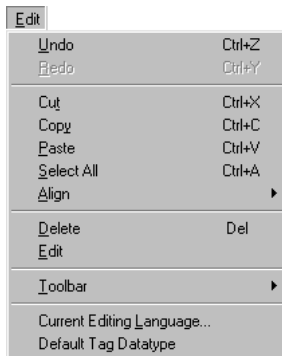 Edit
Undo Ctrl+Z
Redo Ctrl+Y
Cut Ctrl+X
Copy Ctrl+C
Paste Ctrl+V
Select All Ctrl+A
Align
Delete Del
Edit
Toolbar
Current Editing Language...
Default Tag Datatype